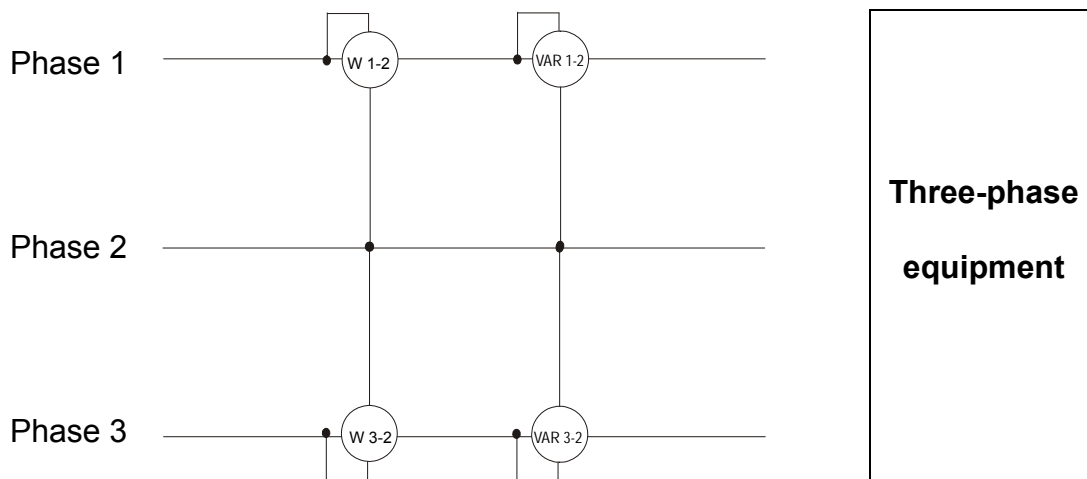 Phase 1
W 1-2
VAR 1-2
Three-phase
equipment
Phase 2
Phase 3
W 3-2
VAR 3-2